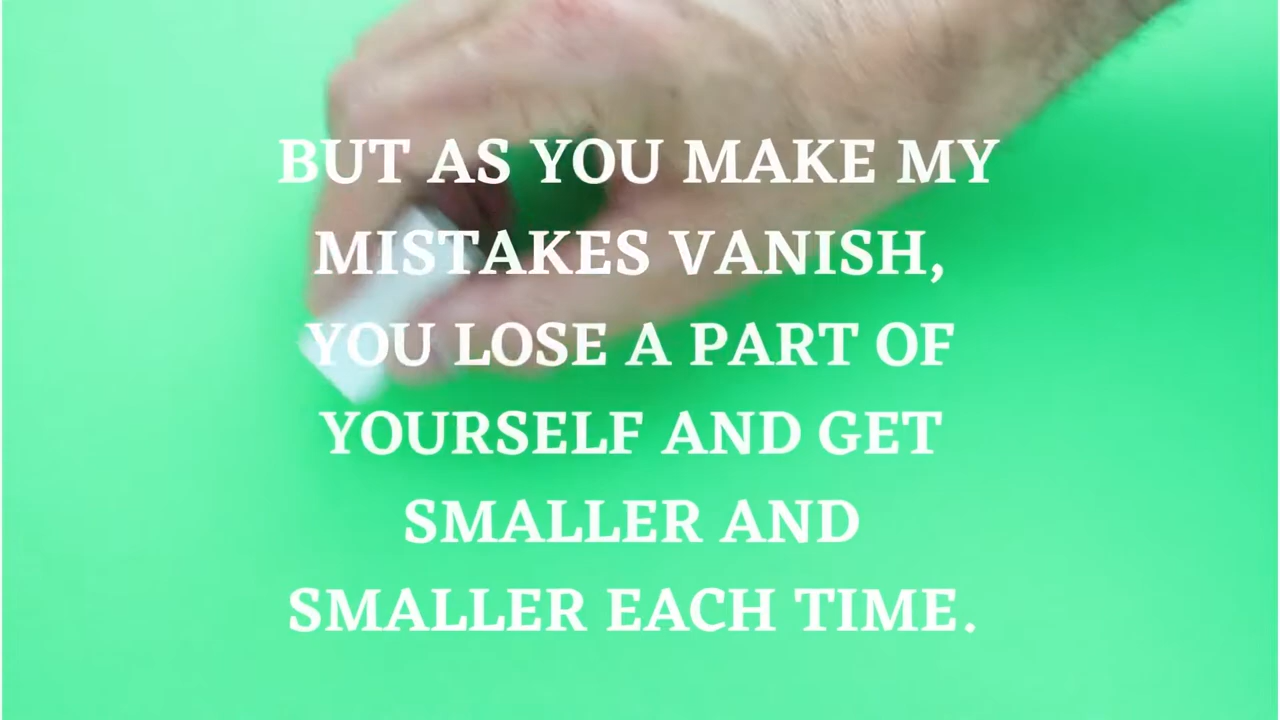 BUT AS YOU MAKE MY
MISTAKES VANISH,
YOU LOSE A PART OF
YOURSELF AND GET
SMALLER AND
SMALLER EACH TIME.